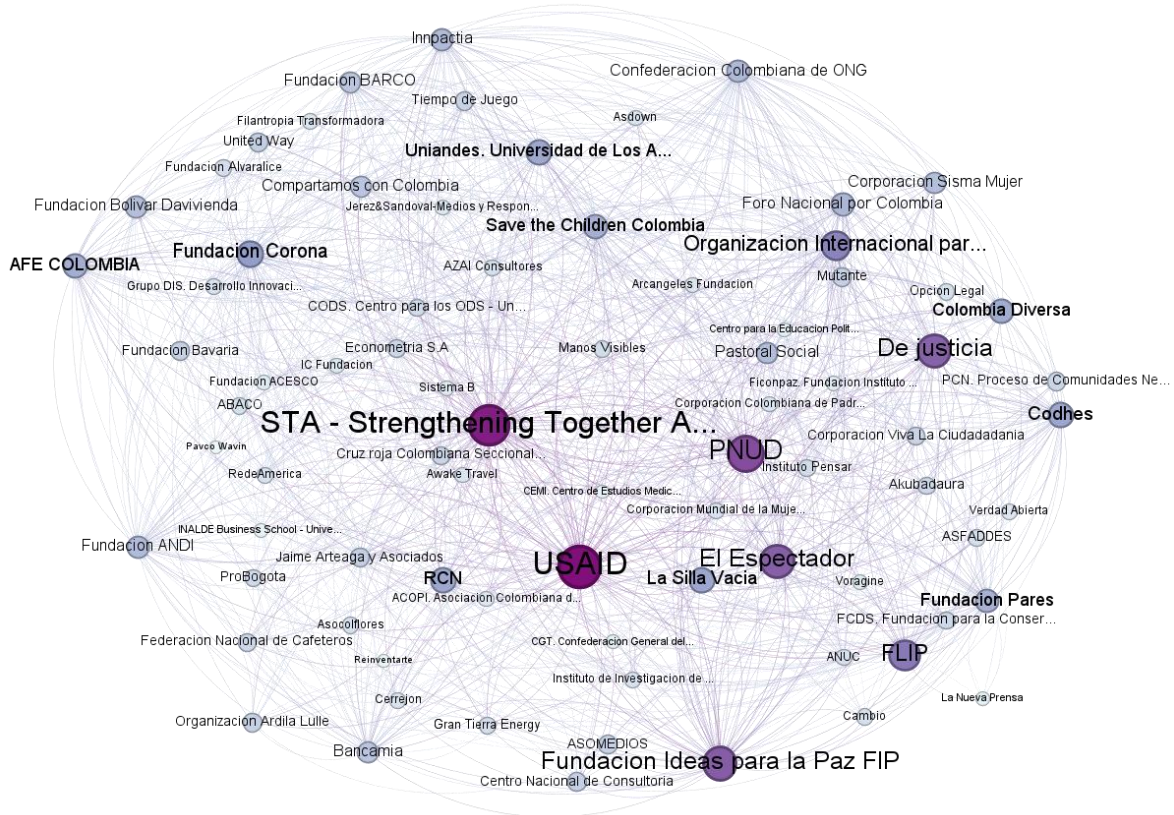 Innpactia
Confederacion Colombiana de ONG
Fundacion BARCO
Tiempo de Juego
Filantropia Transformadora
Asdown
United Way
Uniandes. Universidad de Los A...
Fundacion Alvaralice
Compartamos con Colombia
Corporacion Sisma Mujer
Fundacion Bolivar Davivienda
Jerez&Sandoval-Medios y Respon...
Foro Nacional por Colombia
Save the Children Colombia
Organizacion Internacional par...
Fundacion Corona
AFE COLOMBIA
AZAI Consultores
Mutante
Grupo DIS. Desarrollo Innovaci...
Arcangeles Fundacion
Opcion Legal
CODS. Centro para los ODS - Un...
Colombia Diversa
Centro para la Educacion Polit...
Fundacion Bavaria
Econometria S.A
Manos Visibles
Pastoral Social
De justicia
IC Fundacion
Fundacion ACESCO
Sistema B
Ficonpaz. Fundacion Instituto ...
PCN. Proceso de Comunidades Ne...
ABACO
Corporacion Colombiana de Padr...
Codhes
STA - Strengthening Together A...
Corporacion Viva La Ciudadadania
Pavco Wavin
Cruz roja Colombiana Seccional...
PNUD
Instituto Pensar
RedeAmerica
Awake Travel
Akubadaura
CEMI. Centro de Estudios Medic...
Corporacion Mundial de la Muje...
Verdad Abierta
INALDE Business School - Unive...
ASFADDES
Fundacion ANDI
Jaime Arteaga y Asociados
USAID
El Espectador
ProBogota
RCN
La Silla Vacia
Voragine
ACOPI. Asociacion Colombiana d...
Fundacion Pares
FCDS. Fundacion para la Conser...
Asocolflores
Federacion Nacional de Cafeteros
CGT. Confederacion General del...
FLIP
ANUC
Reinventarte
Instituto de Investigacion de ...
Cerrejon
La Nueva Prensa
Organizacion Ardila Lulle
Gran Tierra Energy
Cambio
Bancamia
ASOMEDIOS
Fundacion Ideas para la Paz FIP
Centro Nacional de Consultoria